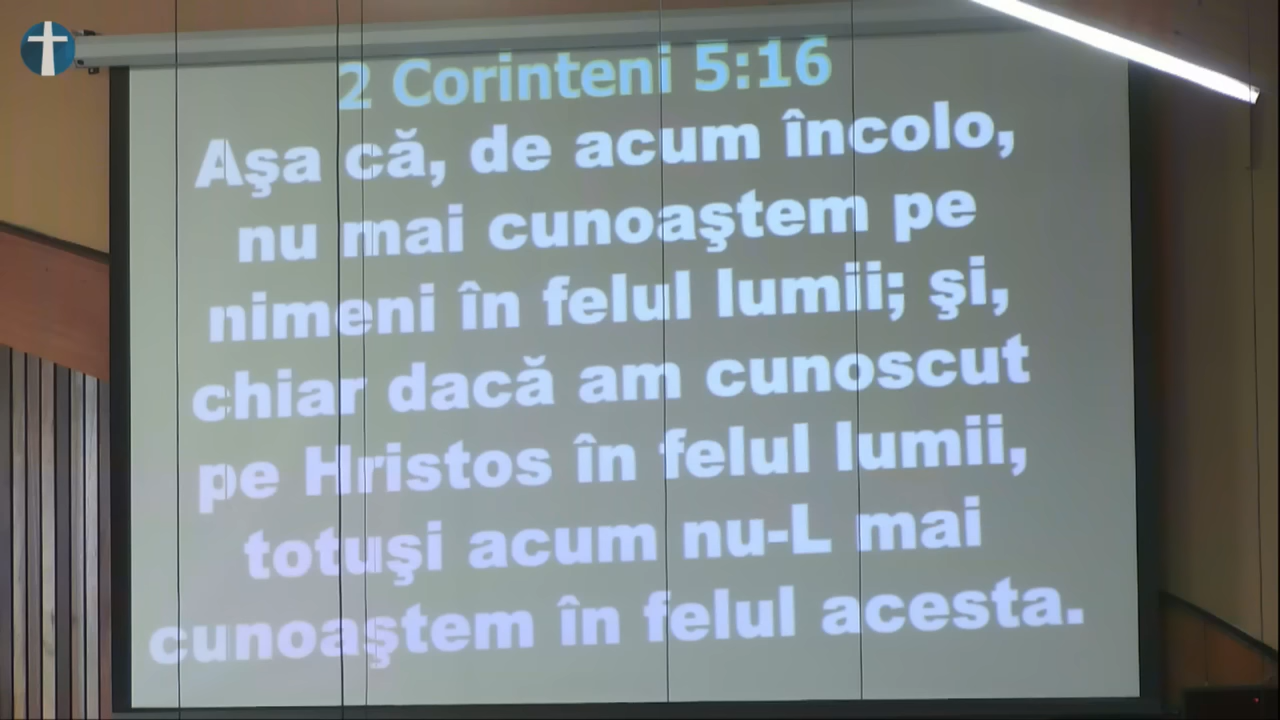 2 Corinteni 5:16
Aşa că, de acum încolo,
nu mai cunoaştem pe
nimeni în felul lumii; şi,
chiar dacă am cunoscut
pe Hristos în felul lumii,
totuşi acum nu-L mai
cunoaştem în felul acesta.